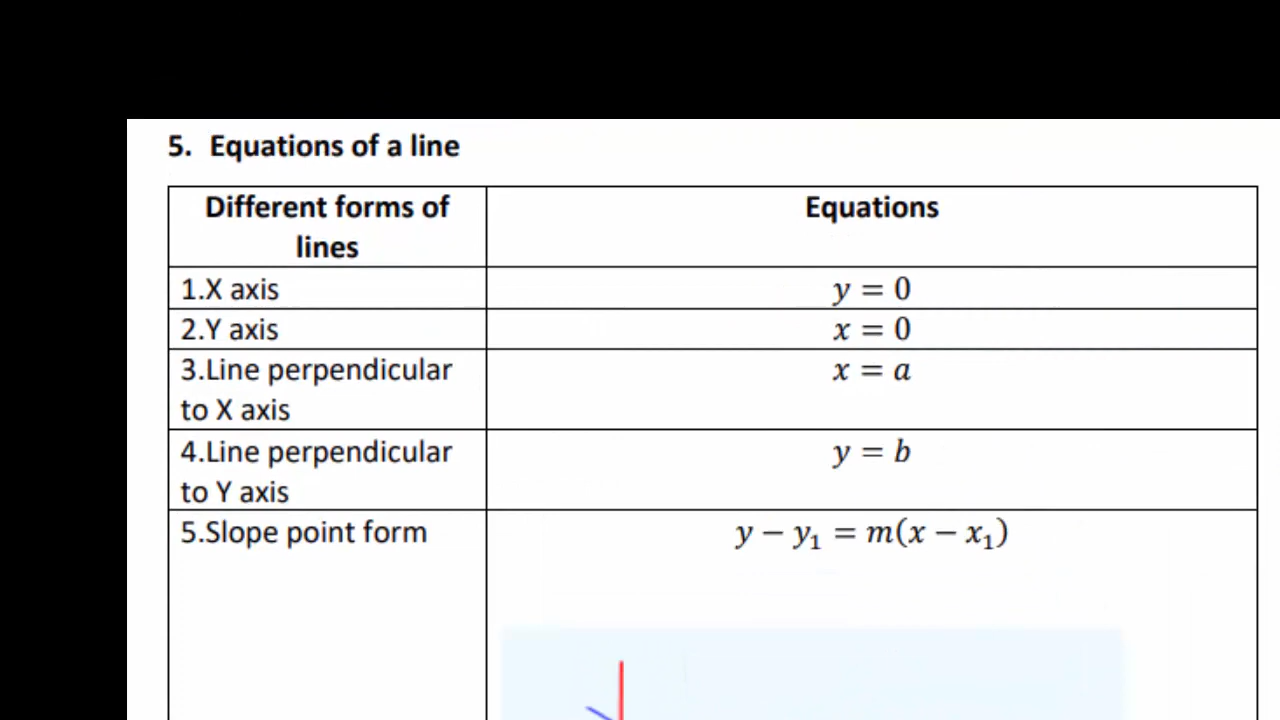 5. Equations of a line
Different forms of
lines
Equations
1.X axis
y = 0
2.Y axis
x = 0
3.Line perpendicular
to X axis
x = a
4.Line perpendicular
to Y axis
y = b
5.Slope point form
y − y₁ = m(x − x₁)